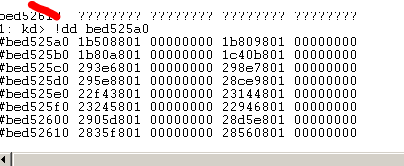 ???????? ???????? ???????? ????????
1: kd> !dd bed525a0
#bed525a0 1b508801 00000000 1b809801 00000000
#bed525b0 1b80a801 00000000 1c40b801 00000000
#bed525c0 293e6801 00000000 298e7801 00000000
#bed525d0 295e8801 00000000 28ce9801 00000000
#bed525e0 22f43801 00000000 23144801 00000000
#bed525f0 23245801 00000000 22946801 00000000
#bed52600 2905d801 00000000 28d5e801 00000000
#bed52610 2835f801 00000000 28560801 00000000